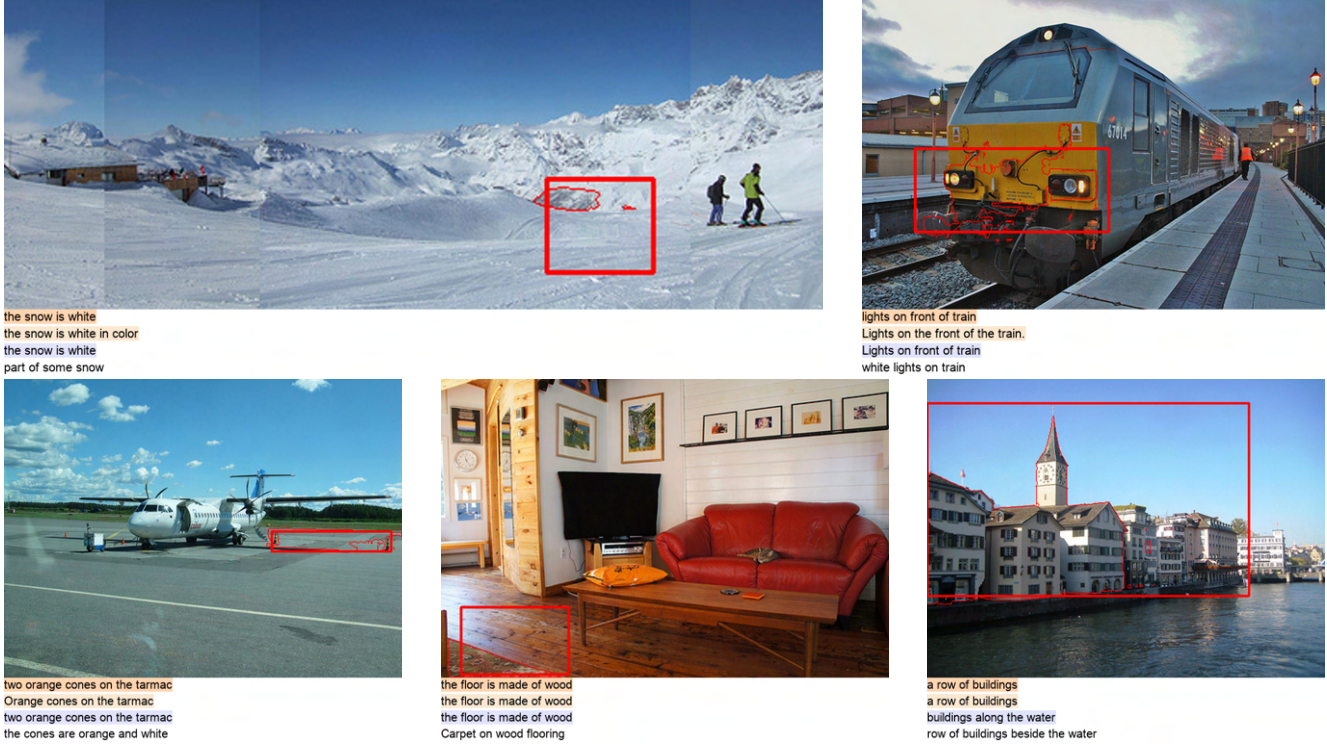 67014
the snow is white
the snow is white in color
the snow is white
part of some snow
lights on front of train
Lights on the front of the train.
Lights on front of train
white lights on train
two orange cones on the tarmac
Orange cones on the tarmac
two orange cones on the tarmac
the cones are orange and white
the floor is made of wood
the floor is made of wood
the floor is made of wood
Carpet on wood flooring
a row of buildings
a row of buildings
buildings along the water
row of buildings beside the water